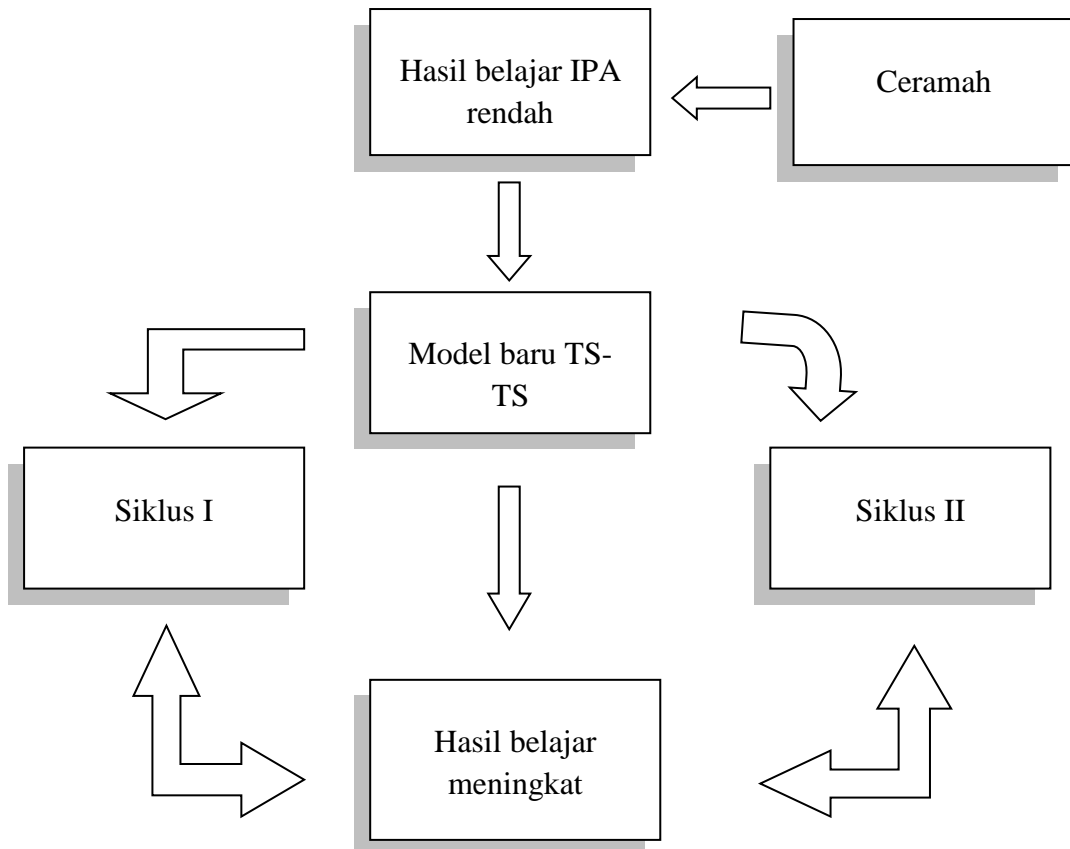 Hasil belajar IPA
rendah
Ceramah
Model baru TS-
TS
Siklus I
Siklus II
Hasil belajar
meningkat